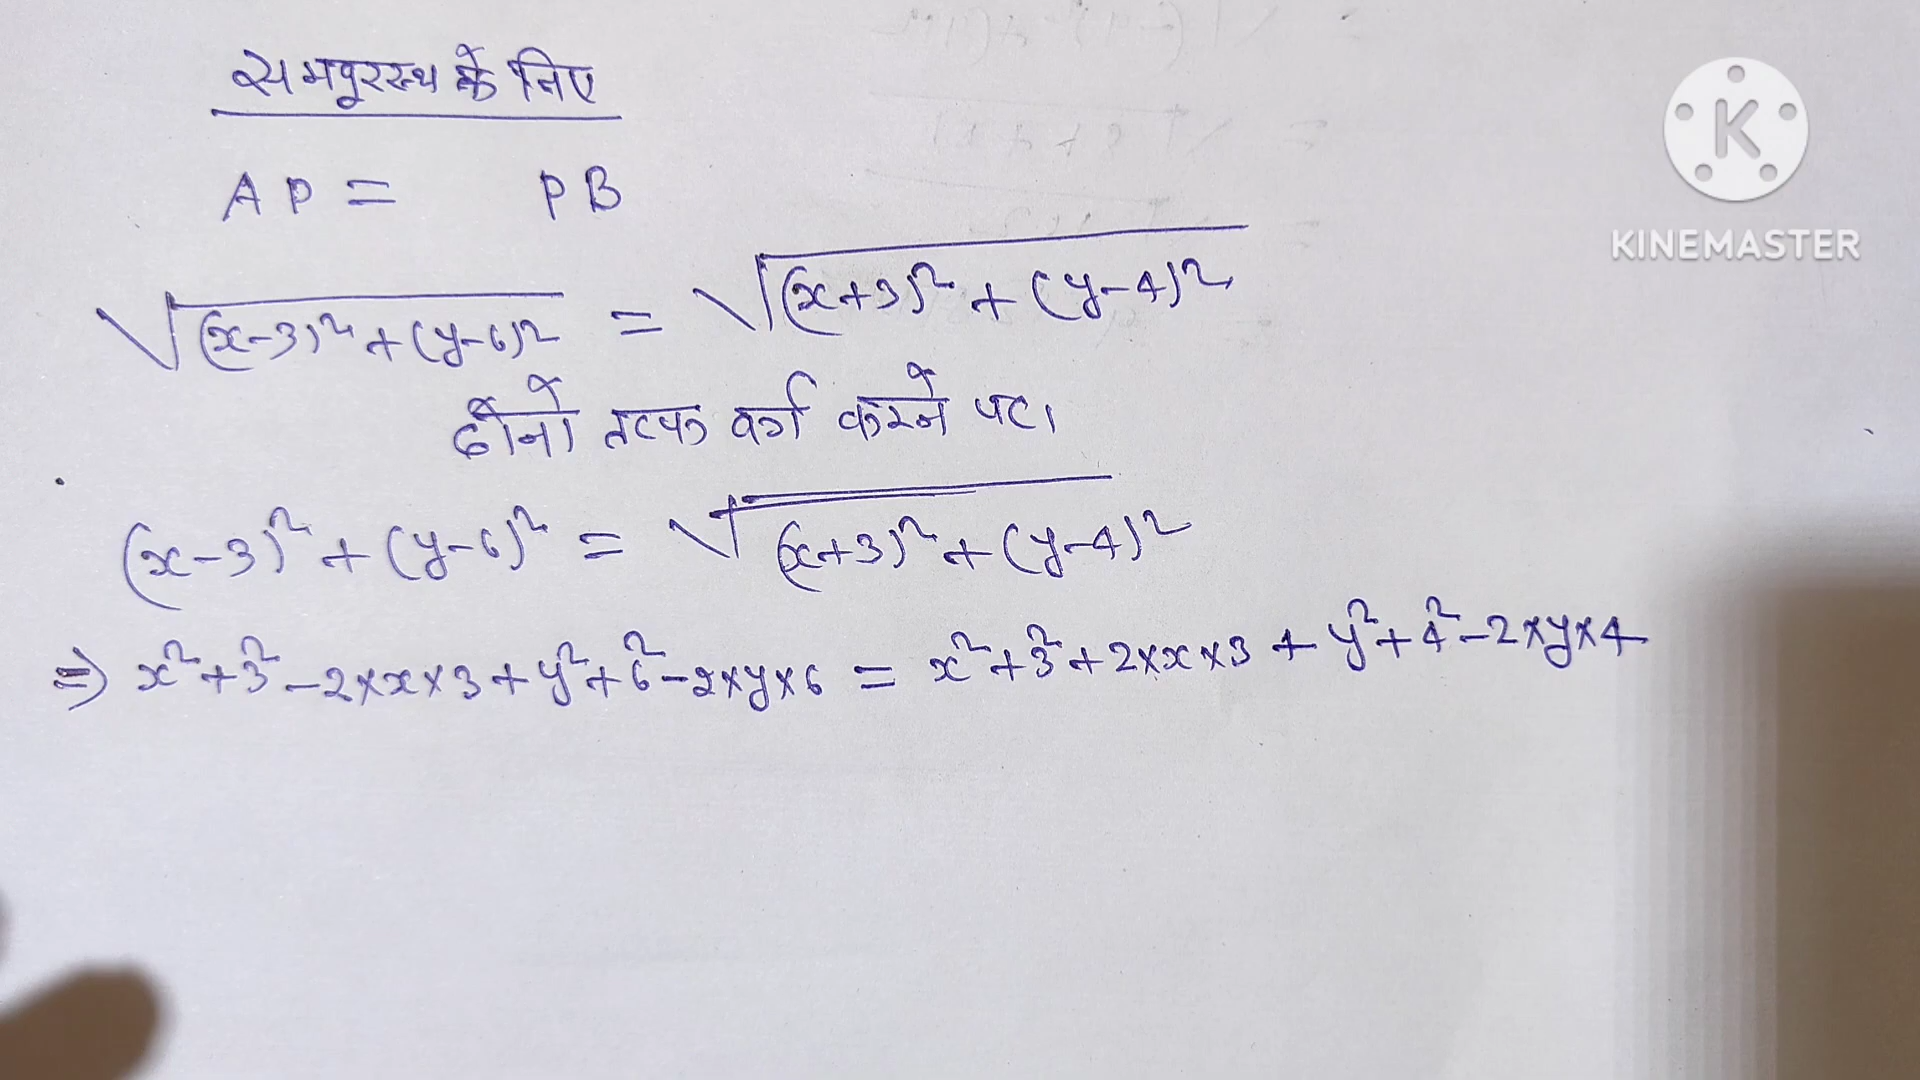 समदूरस्थ के लिए
AP = PB
√(x-3)²+(y-6)² = √(x+3)²+(y-4)²
दोनों तरफ वर्ग करने पर।
(x-3)²+(y-6)² = √(x+3)²+(y-4)²
⇒ x²+3²-2×x×3+y²+6²-2×y×6 = x²+3²+2×x×3+y²+4²-2×y×4
K
KINEMASTER